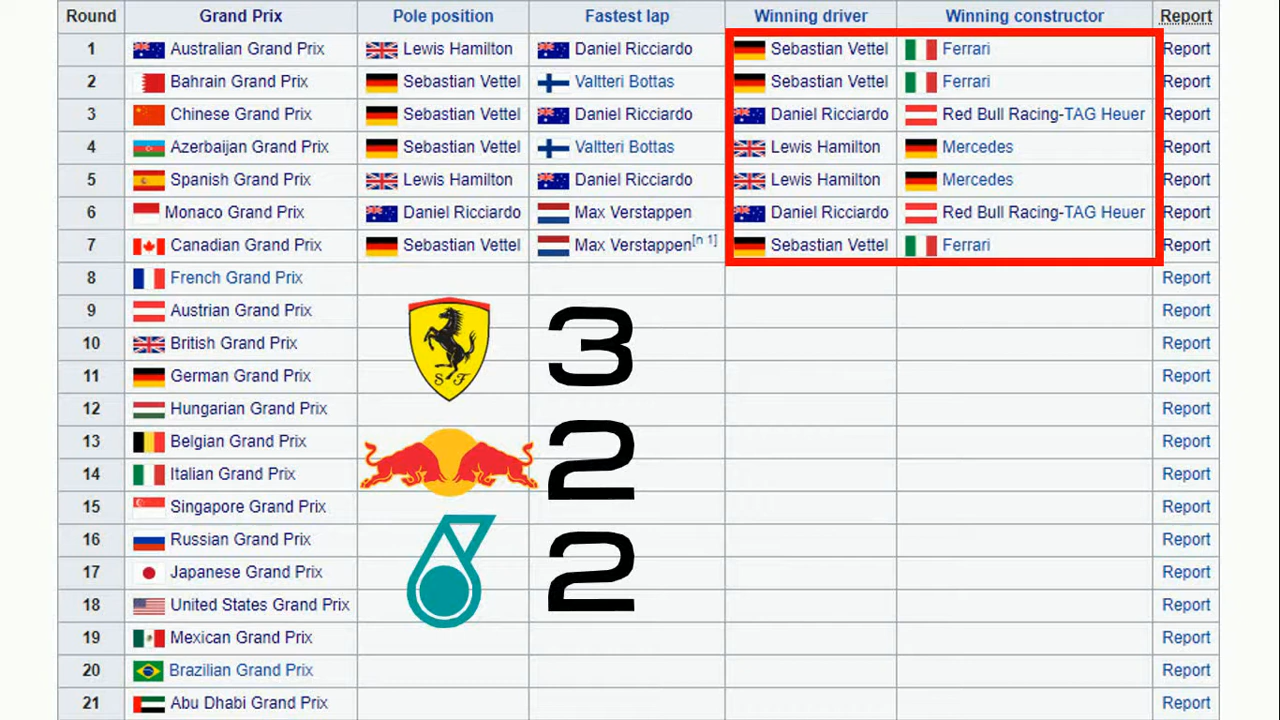 Round Grand Prix Pole position Fastest lap Winning driver Winning constructor Report
1 Australian Grand Prix Lewis Hamilton Daniel Ricciardo Sebastian Vettel Ferrari Report
2 Bahrain Grand Prix Sebastian Vettel Valtteri Bottas Sebastian Vettel Ferrari Report
3 Chinese Grand Prix Sebastian Vettel Daniel Ricciardo Daniel Ricciardo Red Bull Racing-TAG Heuer Report
4 Azerbaijan Grand Prix Sebastian Vettel Valtteri Bottas Lewis Hamilton Mercedes Report
5 Spanish Grand Prix Lewis Hamilton Daniel Ricciardo Lewis Hamilton Mercedes Report
6 Monaco Grand Prix Daniel Ricciardo Max Verstappen Daniel Ricciardo Red Bull Racing-TAG Heuer Report
7 Canadian Grand Prix Sebastian Vettel Max Verstappen[n 1] Sebastian Vettel Ferrari Report
8 French Grand Prix Report
9 Austrian Grand Prix Report
10 British Grand Prix Report
11 German Grand Prix Report
12 Hungarian Grand Prix Report
13 Belgian Grand Prix Report
14 Italian Grand Prix Report
15 Singapore Grand Prix Report
16 Russian Grand Prix Report
17 Japanese Grand Prix Report
18 United States Grand Prix Report
19 Mexican Grand Prix Report
20 Brazilian Grand Prix Report
21 Abu Dhabi Grand Prix Report
S F 3
2
2